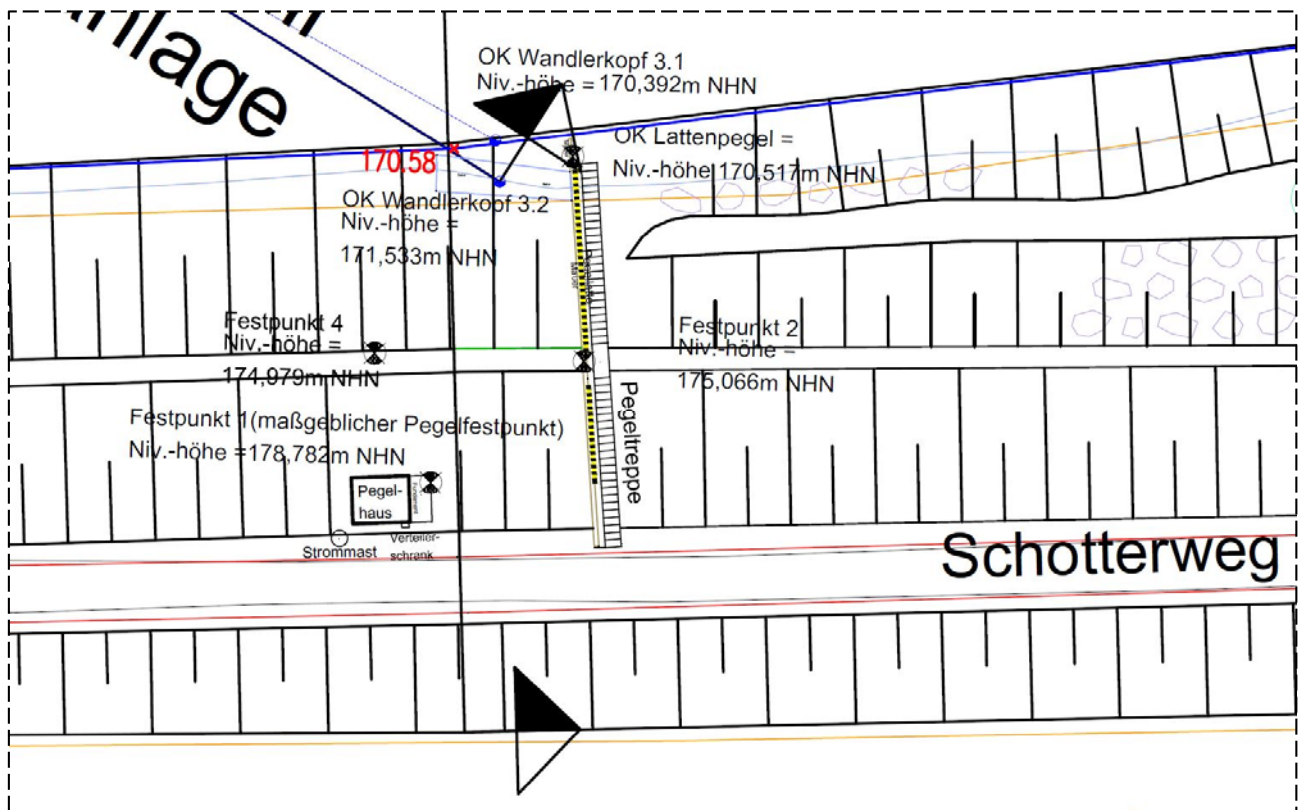 nlage
OK Wandlerkopf 3.1
Niv.-höhe = 170,392m NHN
OK Lattenpegel =
Niv.-höhe 170,517m NHN
170.58
OK Wandlerkopf 3.2
Niv.-höhe =
171,533m NHN
Festpunkt 4
Niv.-höhe =
174,979m NHN
Festpunkt 2
Niv.-höhe =
175,066m NHN
Festpunkt 1(maßgeblicher Pegelfestpunkt)
Niv.-höhe =178,782m NHN
Pegeltreppe
Pegel-
haus
Strommast
Verteiler-
schrank
Schotterweg